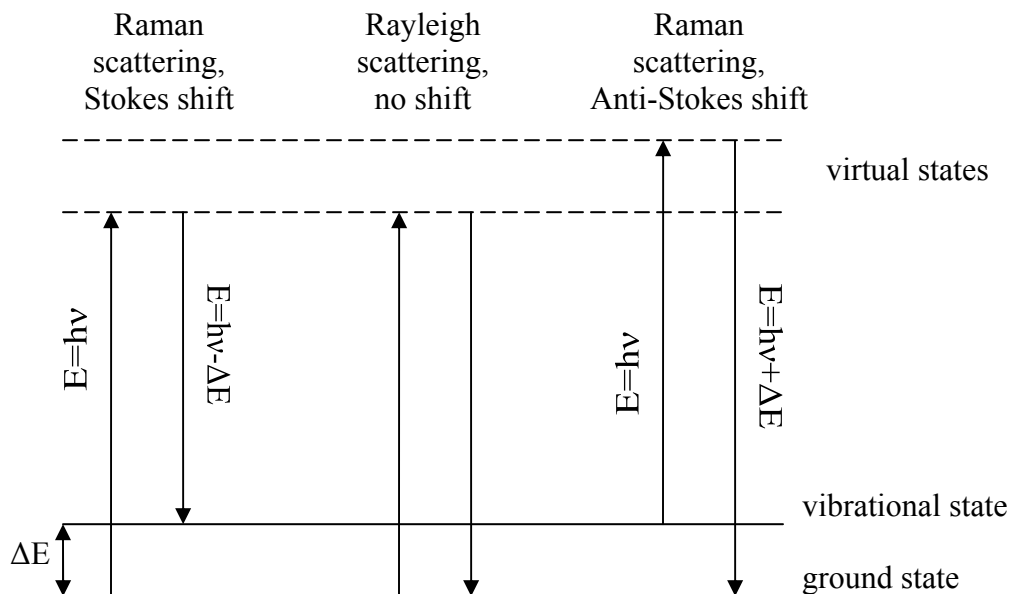 Raman
scattering,
Stokes shift
Rayleigh
scattering,
no shift
Raman
scattering,
Anti-Stokes shift
virtual states
E=hν
E=hν-ΔE
E=hν
E=hν+ΔE
vibrational state
ΔE
ground state